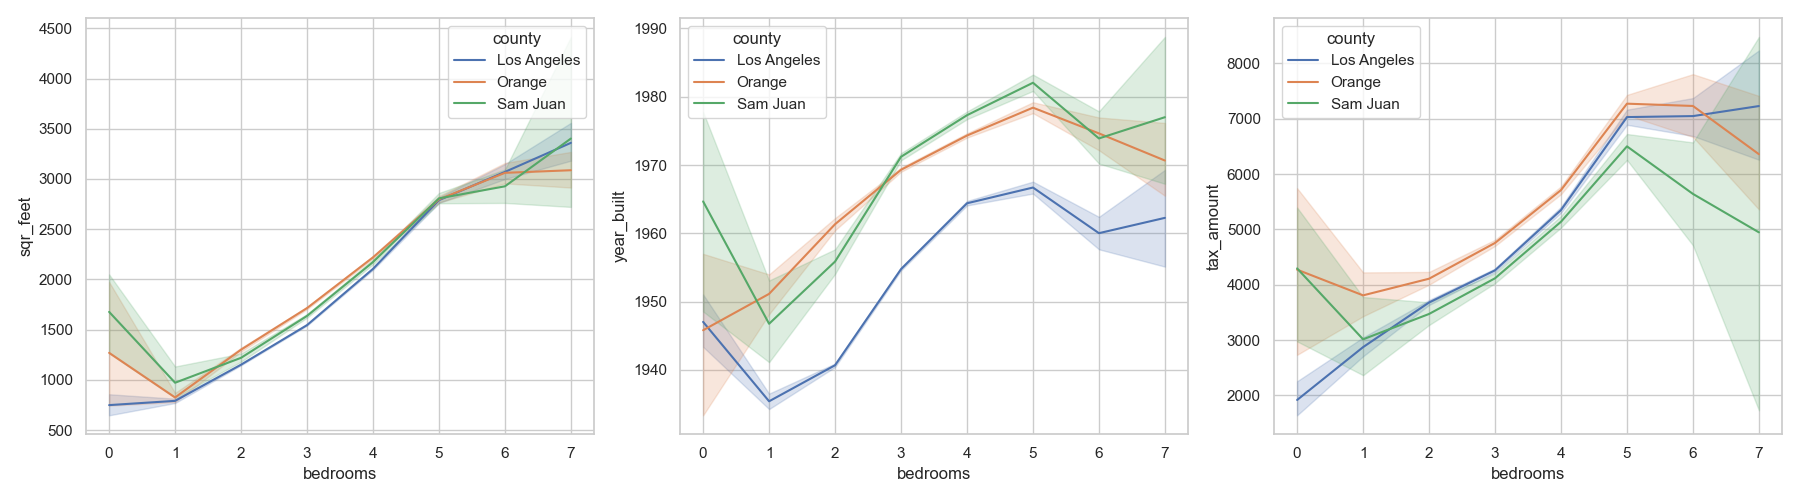 4500
4000
3500
3000
2500
2000
1500
1000
500
sqr_feet
county
Los Angeles
Orange
Sam Juan
0 1 2 3 4 5 6 7
bedrooms
1990
1980
1970
1960
1950
1940
year_built
county
Los Angeles
Orange
Sam Juan
0 1 2 3 4 5 6 7
bedrooms
8000
7000
6000
5000
4000
3000
2000
tax_amount
county
Los Angeles
Orange
Sam Juan
0 1 2 3 4 5 6 7
bedrooms